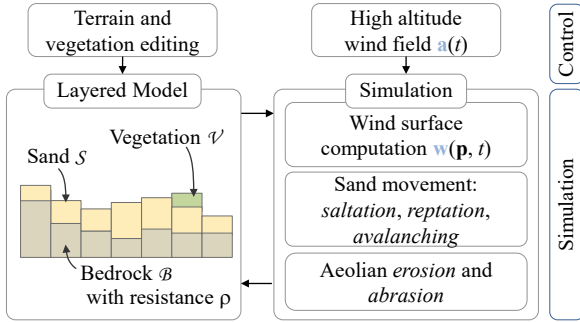 Terrain and
vegetation editing
High altitude
wind field a(t)
Control
Layered Model
Vegetation 𝒱
Sand 𝒮
Bedrock ℬ
with resistance ρ
Simulation
Wind surface
computation w(p, t)
Sand movement:
saltation, reptation,
avalanching
Aeolian erosion and
abrasion
Simulation